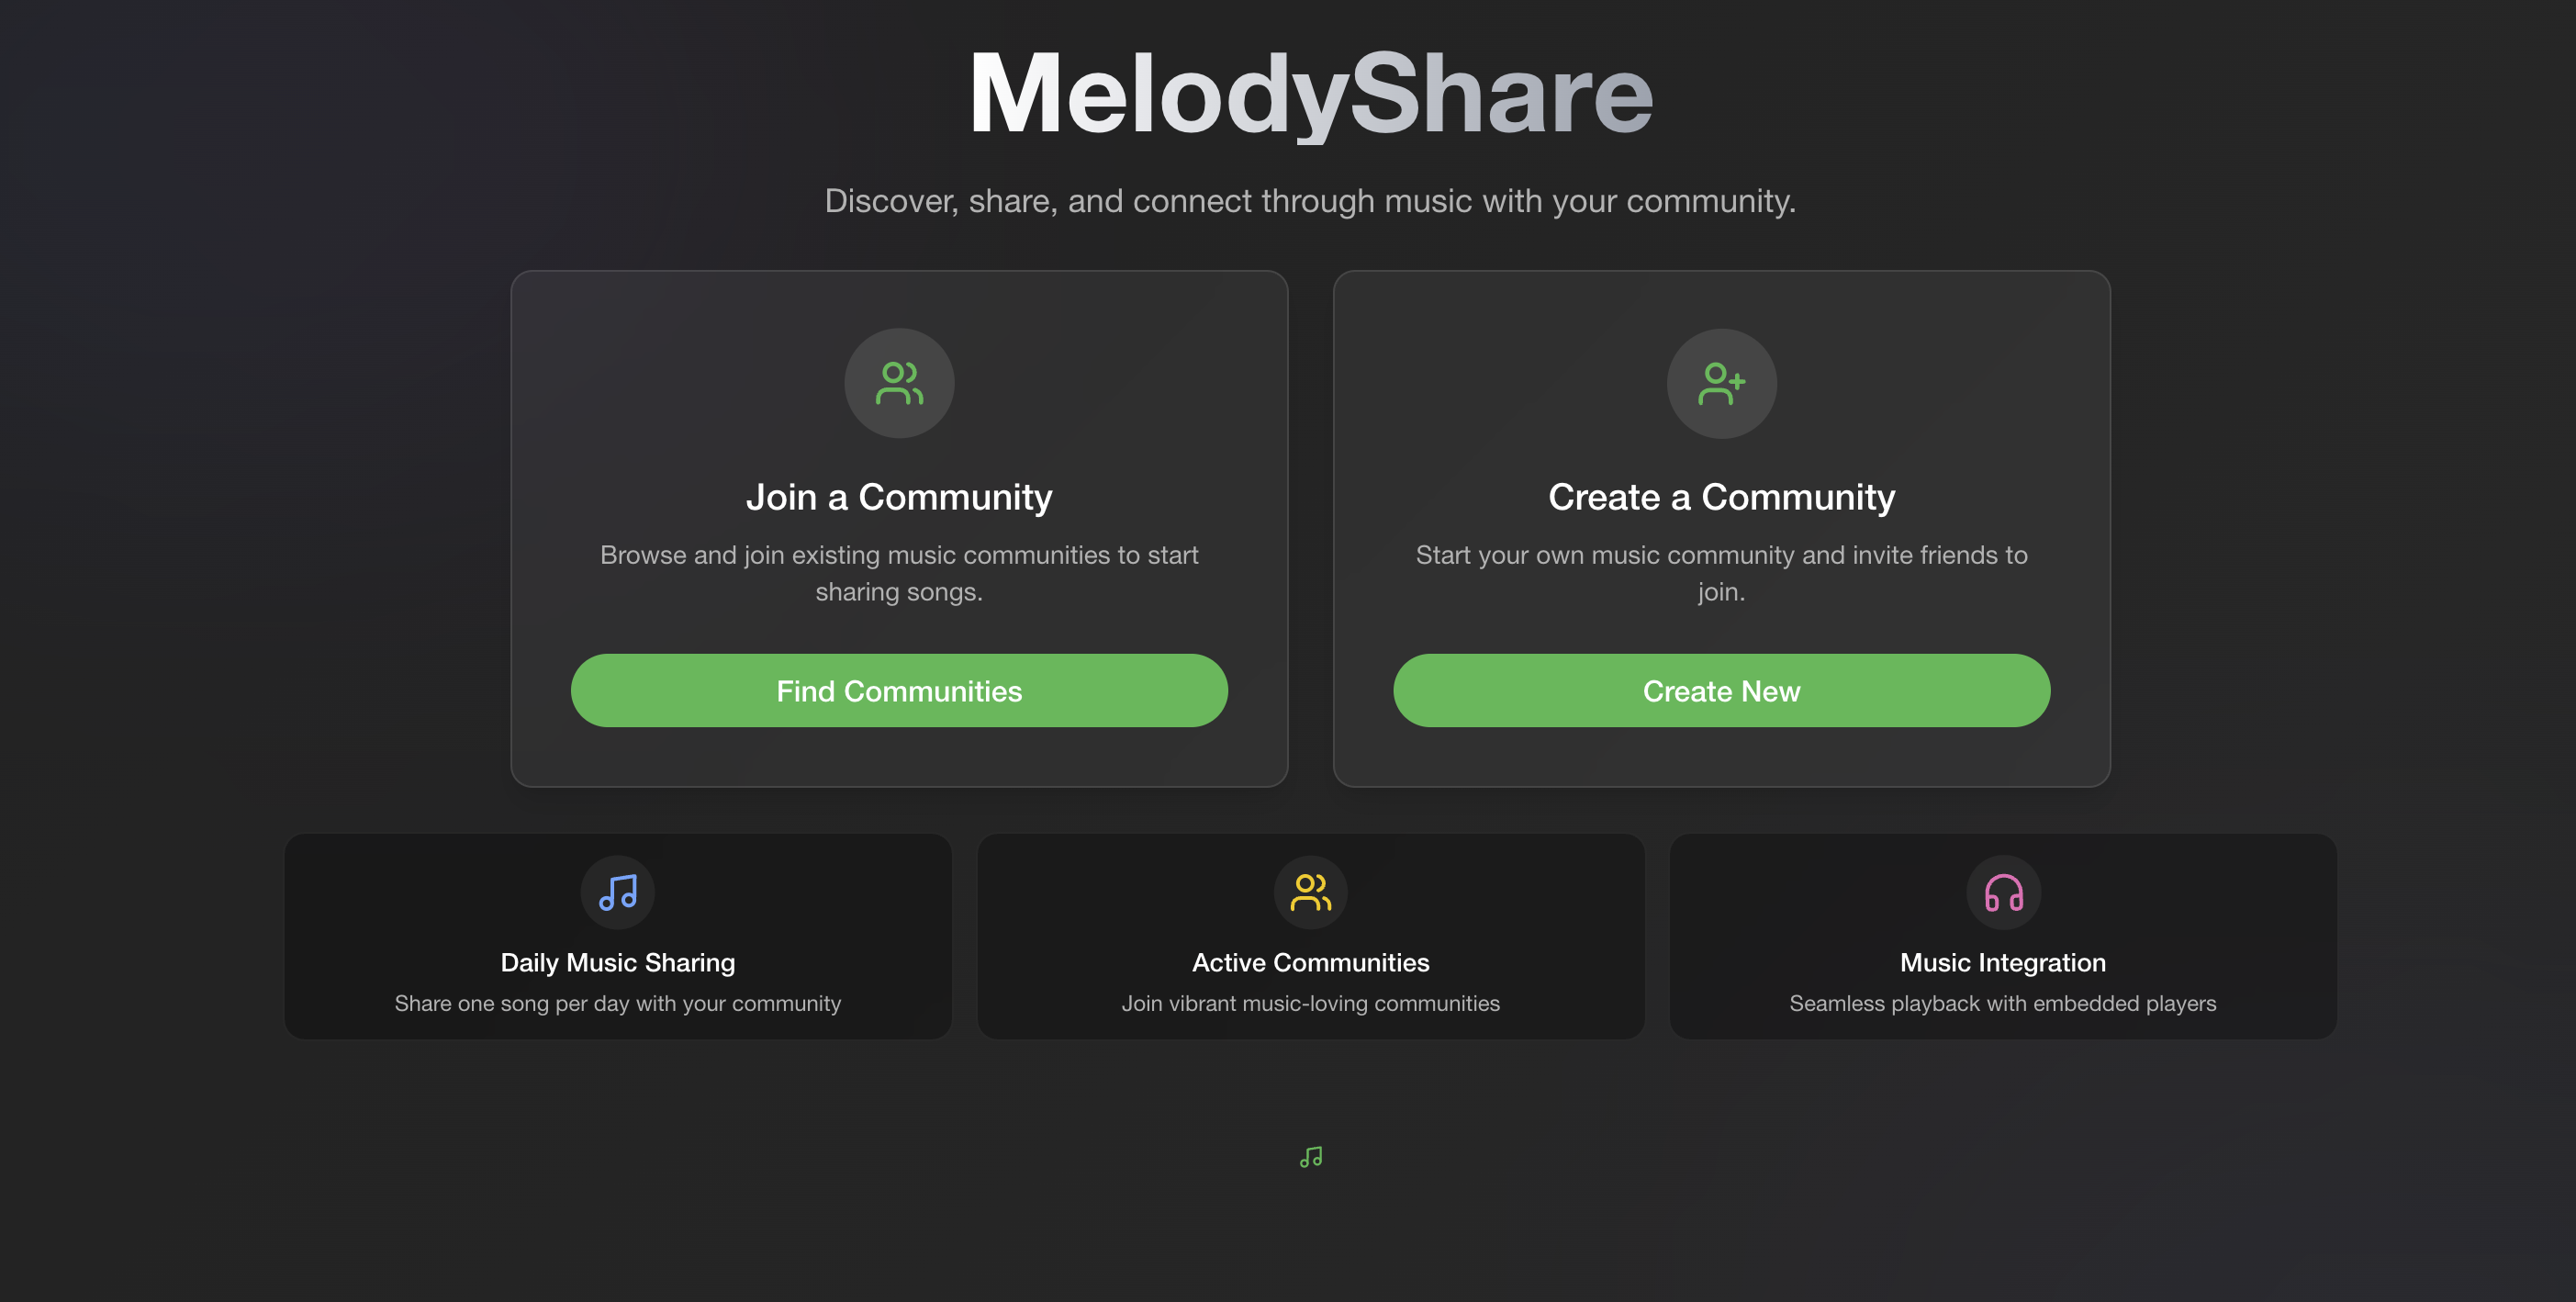 MelodyShare
Discover, share, and connect through music with your community.
Join a Community
Browse and join existing music communities to start
sharing songs.
Find Communities
Create a Community
Start your own music community and invite friends to
join.
Create New
Daily Music Sharing
Share one song per day with your community
Active Communities
Join vibrant music-loving communities
Music Integration
Seamless playback with embedded players